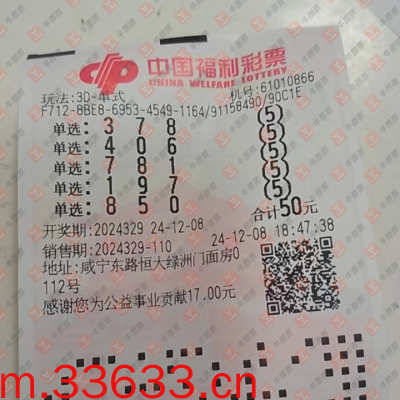 中国福利彩票
CHINA WELFARE LOTTERY
玩法:3D-单式 机号:61010866
F712-8BE8-6953-4549-1164/91158490/90C1E
单选: 3 7 8 (5)
单选: 4 0 6 (5)
单选: 7 8 1 (5)
单选: 1 9 7 (5)
单选: 8 5 0 (5)
合计50元
开奖期:2024329 24-12-08
销售期:2024329-110 24-12-08 18:47:38
地址:咸宁东路恒大绿洲门面房0
112号
感谢您为公益事业贡献17.00元
m.33633.cn